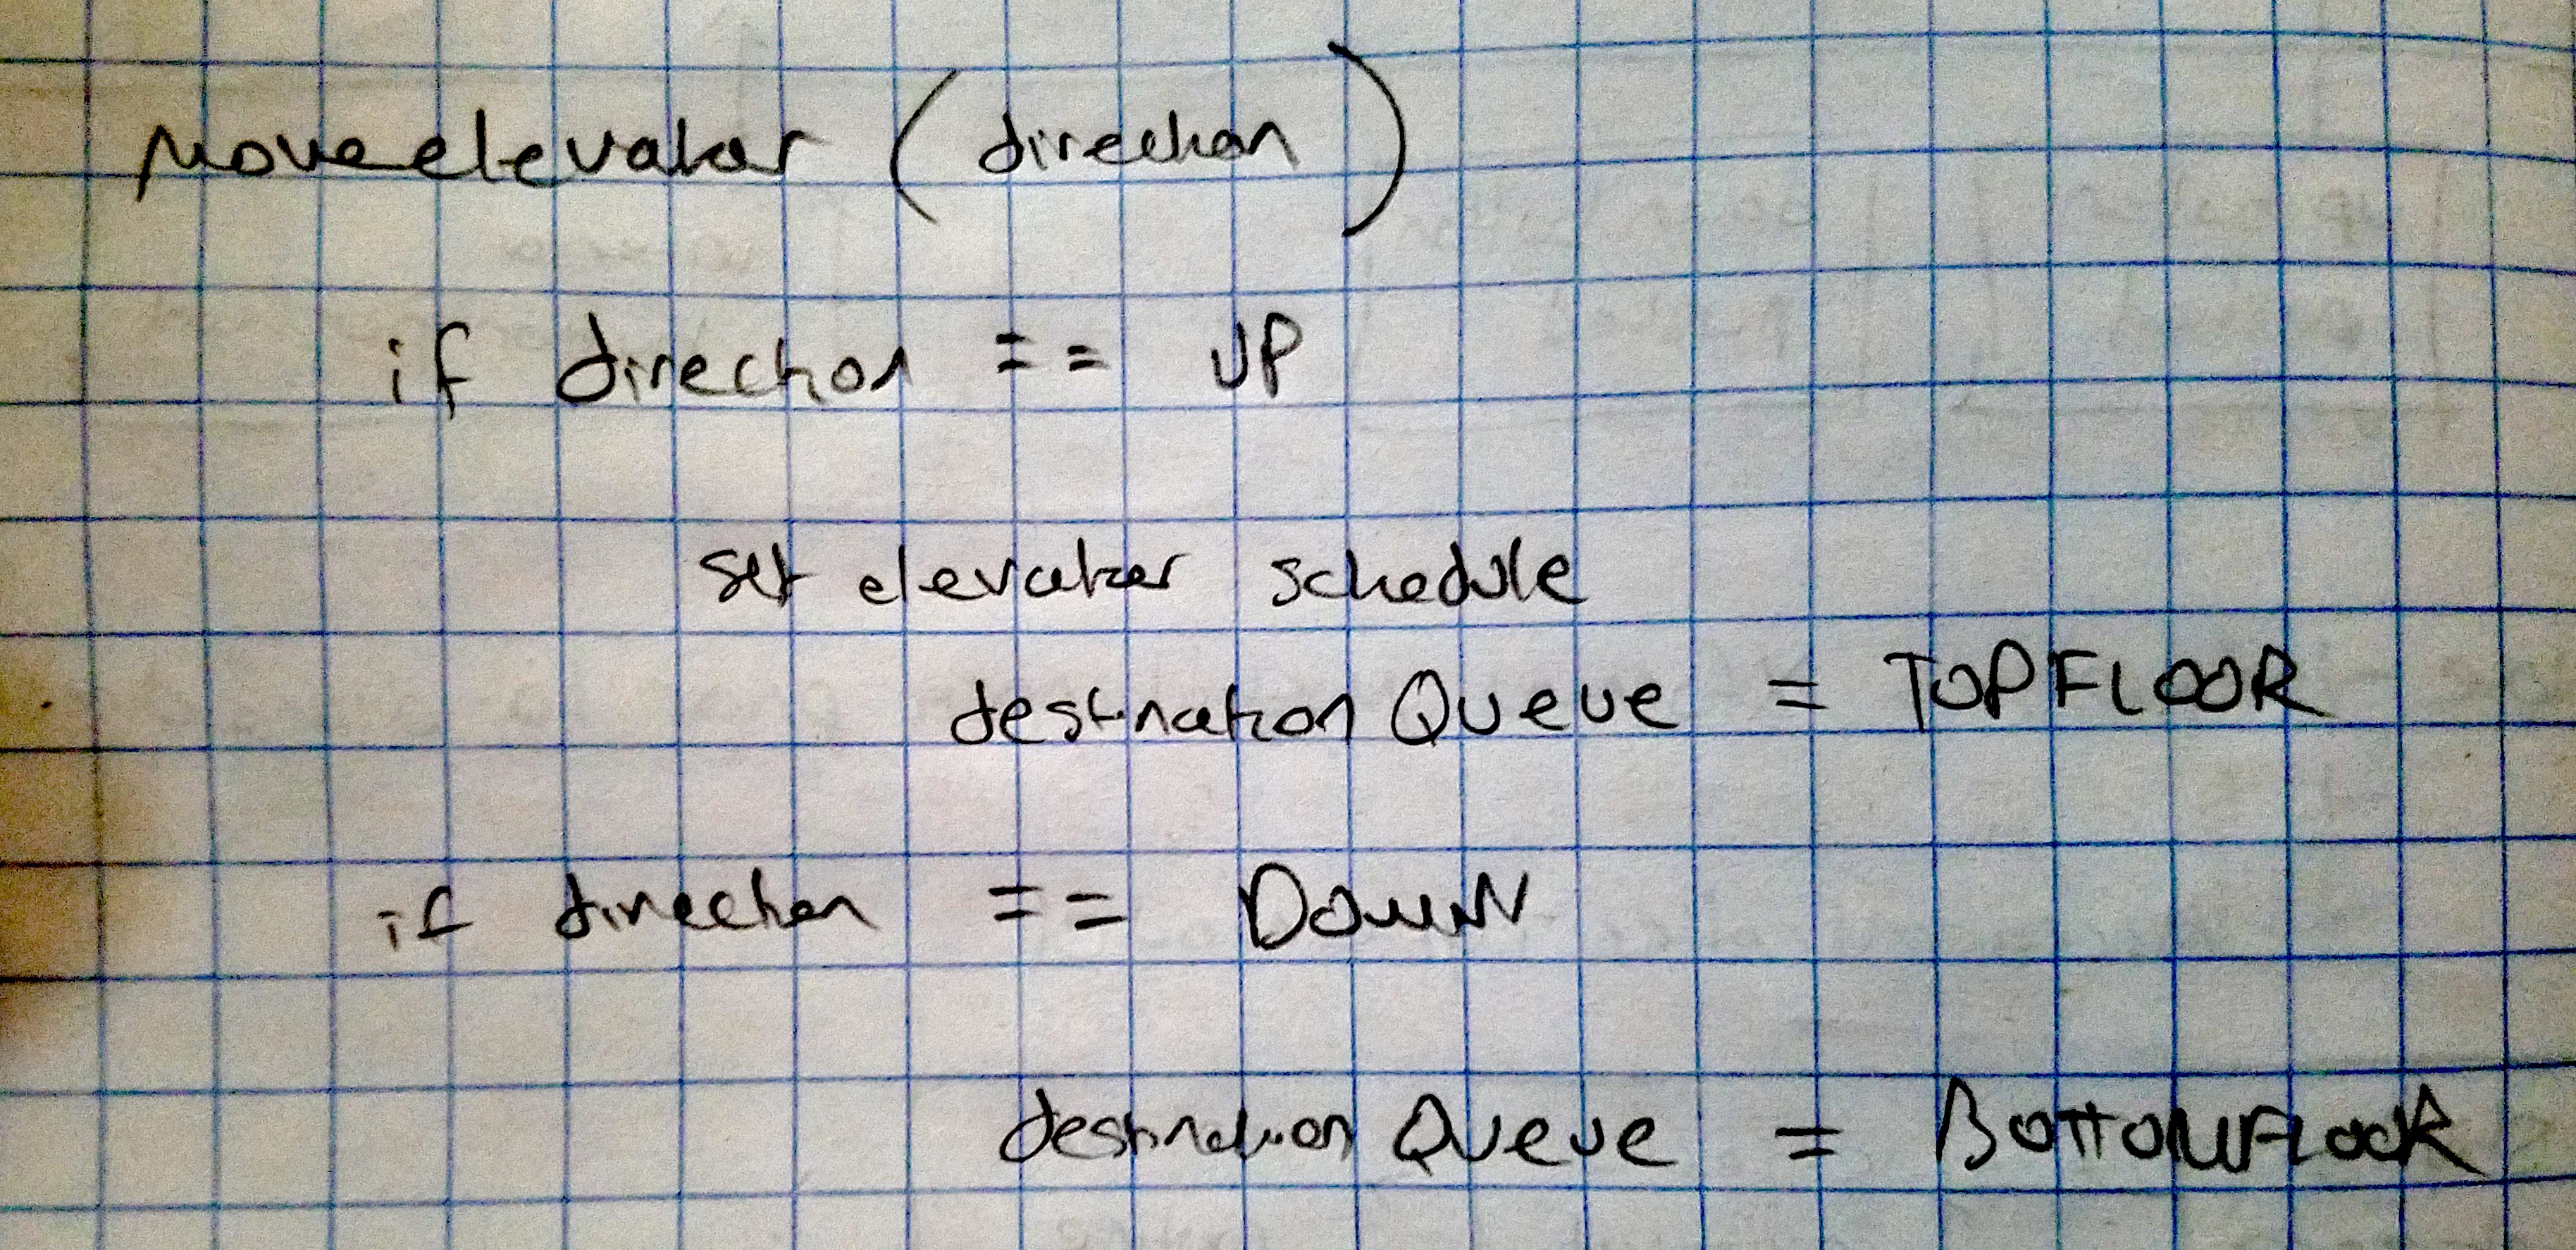 Moveelevator (direction)
if direction == UP
set elevator schedule
destination Queue = TOPFLOOR
if direction == DOWN
destination Queue = BOTTOMFLOOR